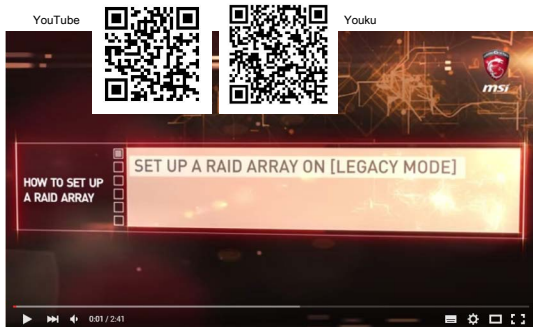 YouTube
Youku
msi
SET UP A RAID ARRAY ON [LEGACY MODE]
HOW TO SET UP
A RAID ARRAY
0:01 / 2:41